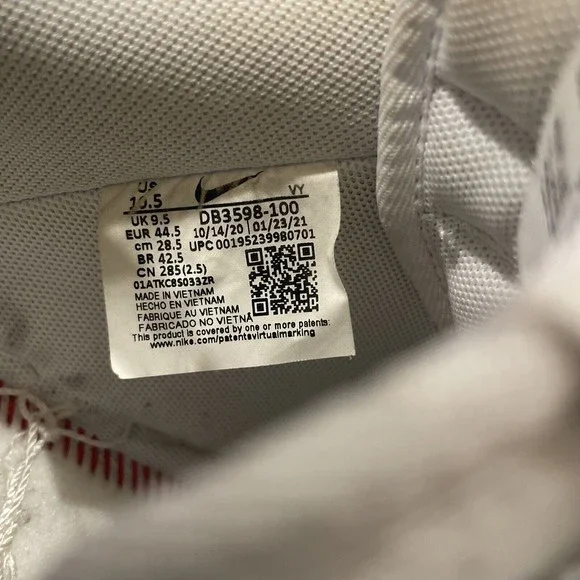 US
10.5
VY
UK 9.5 DB3598-100
EUR 44.5 10/14/20 01/23/21
cm 28.5 UPC 00195239980701
BR 42.5
CN 285(2.5)
01ATKC8S033ZR
MADE IN VIETNAM
HECHO EN VIETNAM
FABRIQUE AU VIETNAM
FABRICADO NO VIETNA
This product is covered by one or more patents:
www.nike.com/patentsvirtualmarking